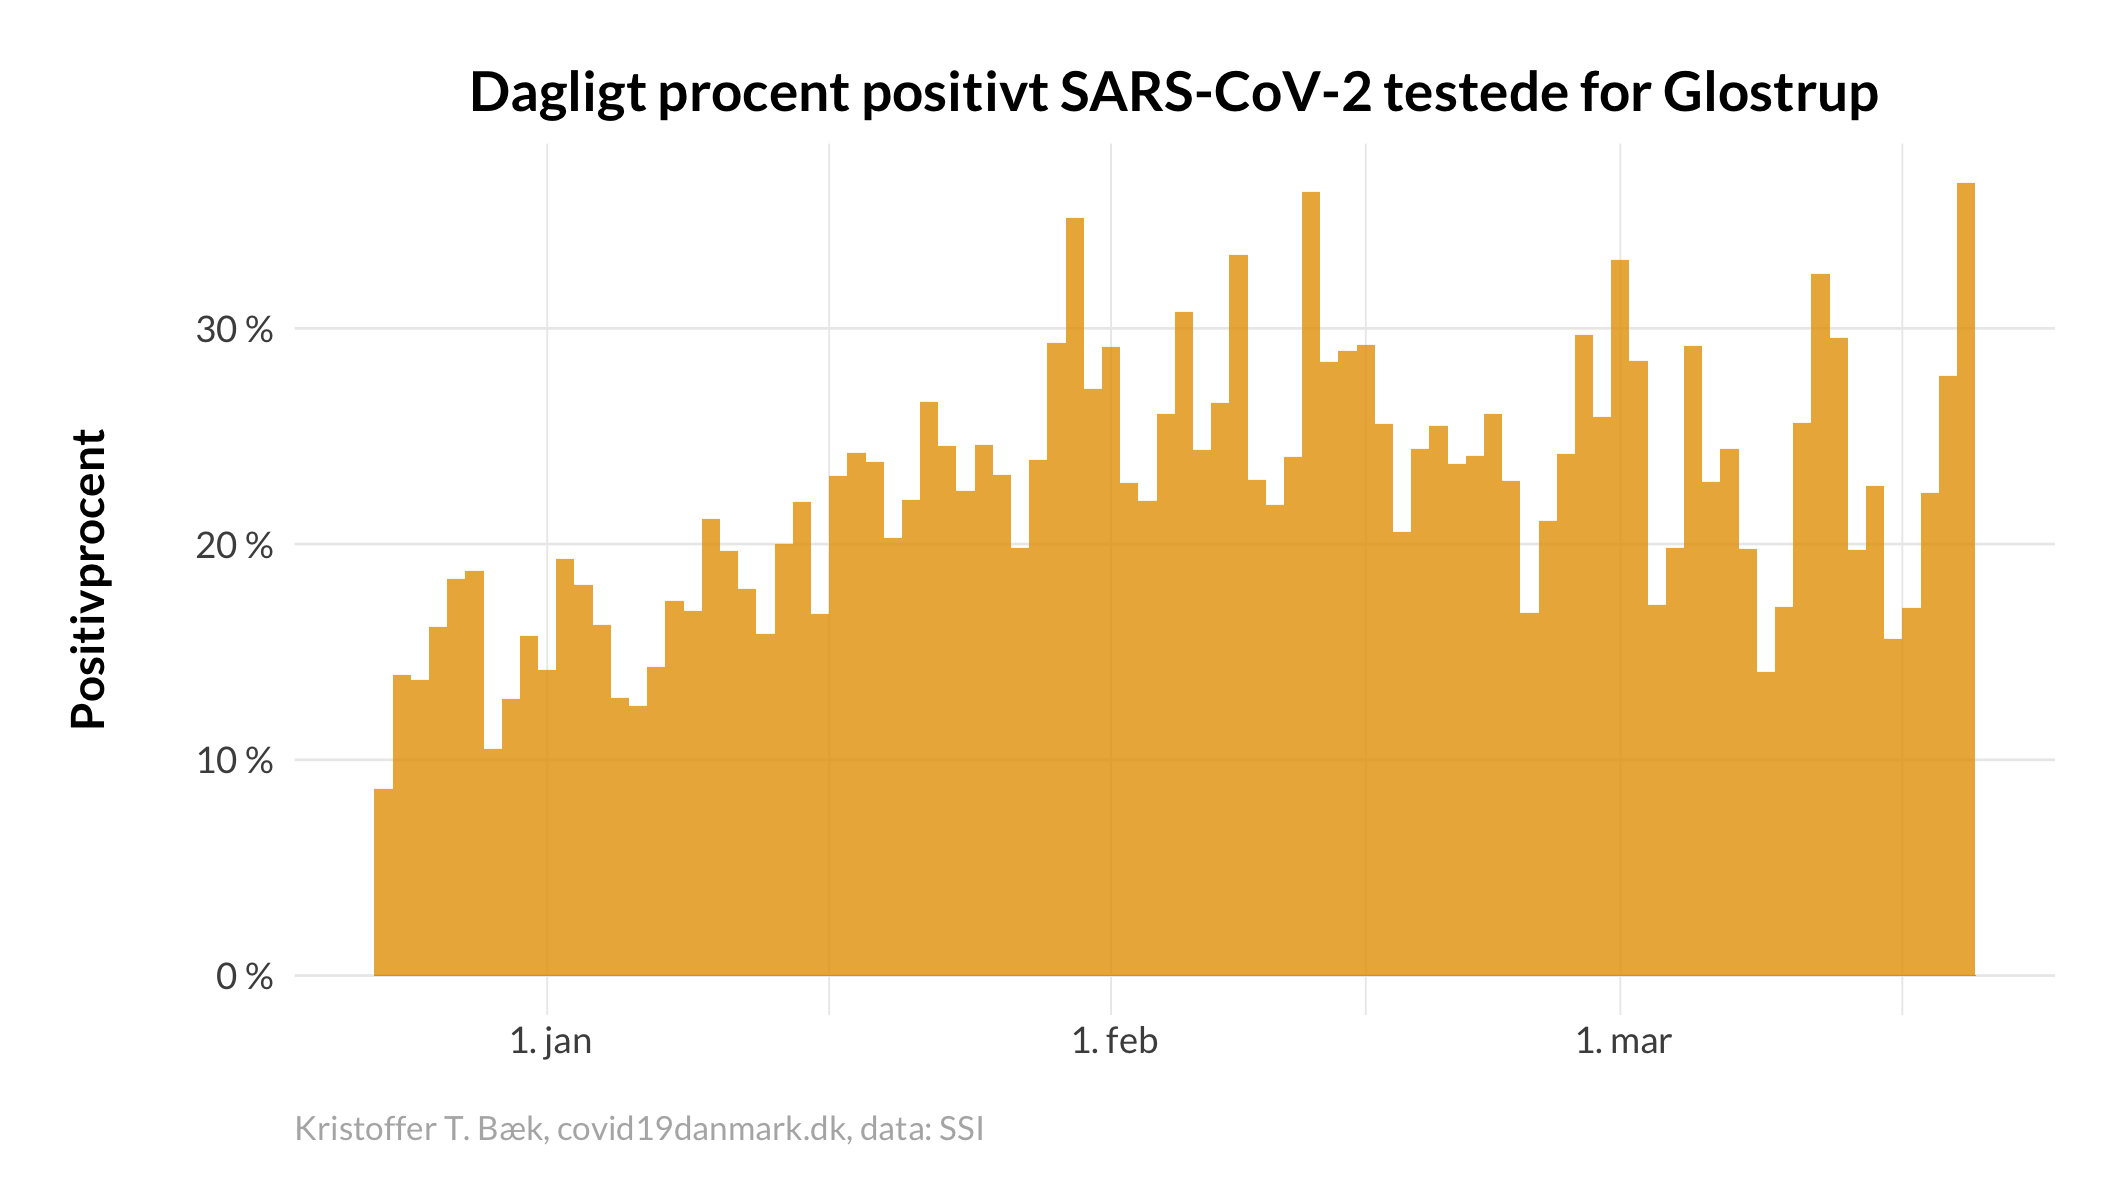 Dagligt procent positivt SARS-CoV-2 testede for Glostrup
Positivprocent
30 %
20 %
10 %
0 %
1. jan
1. feb
1. mar
Kristoffer T. Bæk, covid19danmark.dk, data: SSI